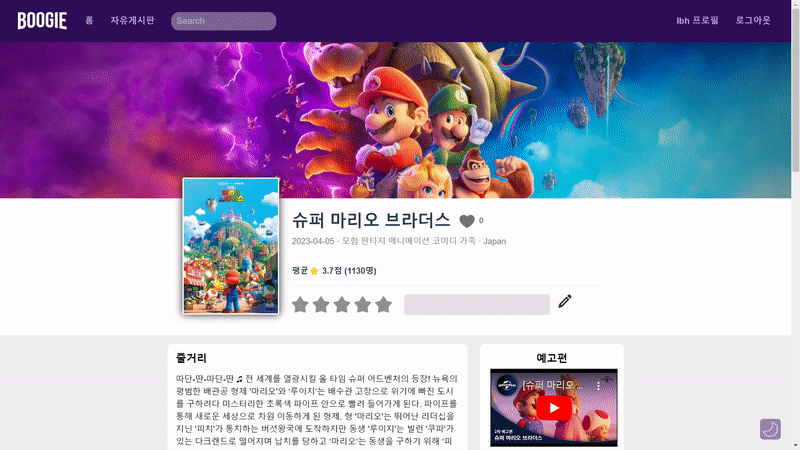 BOOGIE 홈 자유게시판 Search lbh 프로필 로그아웃
슈퍼 마리오 브라더스 0
2023-04-05 · 모험 판타지 애니메이션 코미디 가족 · Japan
평균 3.7점 (1130명)
줄거리
따단-딴-따단-딴 ♫ 전 세계를 열광시킬 올 타임 슈퍼 어드벤처의 등장! 뉴욕의
평범한 배관공 형제 '마리오'와 '루이지'는 배수관 고장으로 위기에 빠진 도시
를 구하려다 미스터리한 초록색 파이프 안으로 빨려 들어가게 된다. 파이프를
통해 새로운 세상으로 차원 이동하게 된 형제. 형 '마리오'는 뛰어난 리더십을
지닌 '피치'가 통치하는 버섯왕국에 도착하지만 동생 '루이지'는 빌런 '쿠파'가
있는 다크랜드로 떨어지며 납치를 당하고 '마리오'는 동생을 구하기 위해 '피
예고편
[슈퍼 마리오 ...
2차 예고편
슈퍼 마리오 브라더스